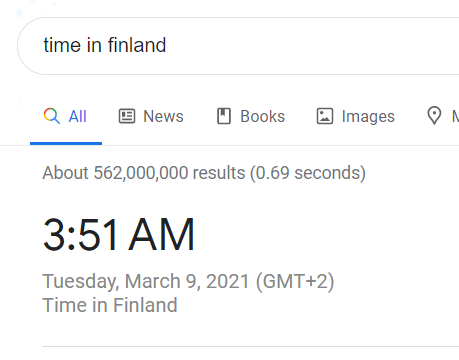 time in finland
All News Books Images M
About 562,000,000 results (0.69 seconds)
3:51 AM
Tuesday, March 9, 2021 (GMT+2)
Time in Finland